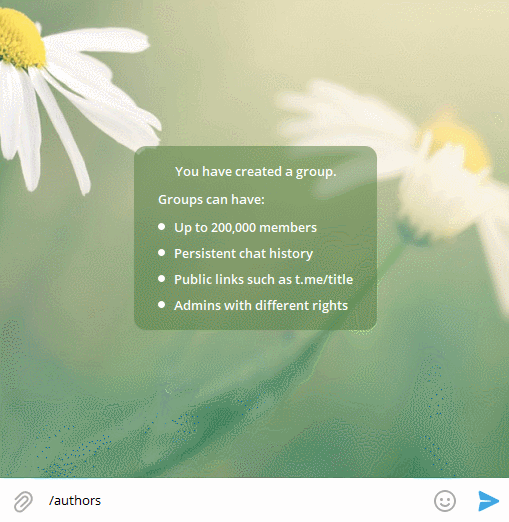 You have created a group.
Groups can have:
Up to 200,000 members
Persistent chat history
Public links such as t.me/title
Admins with different rights
/authors